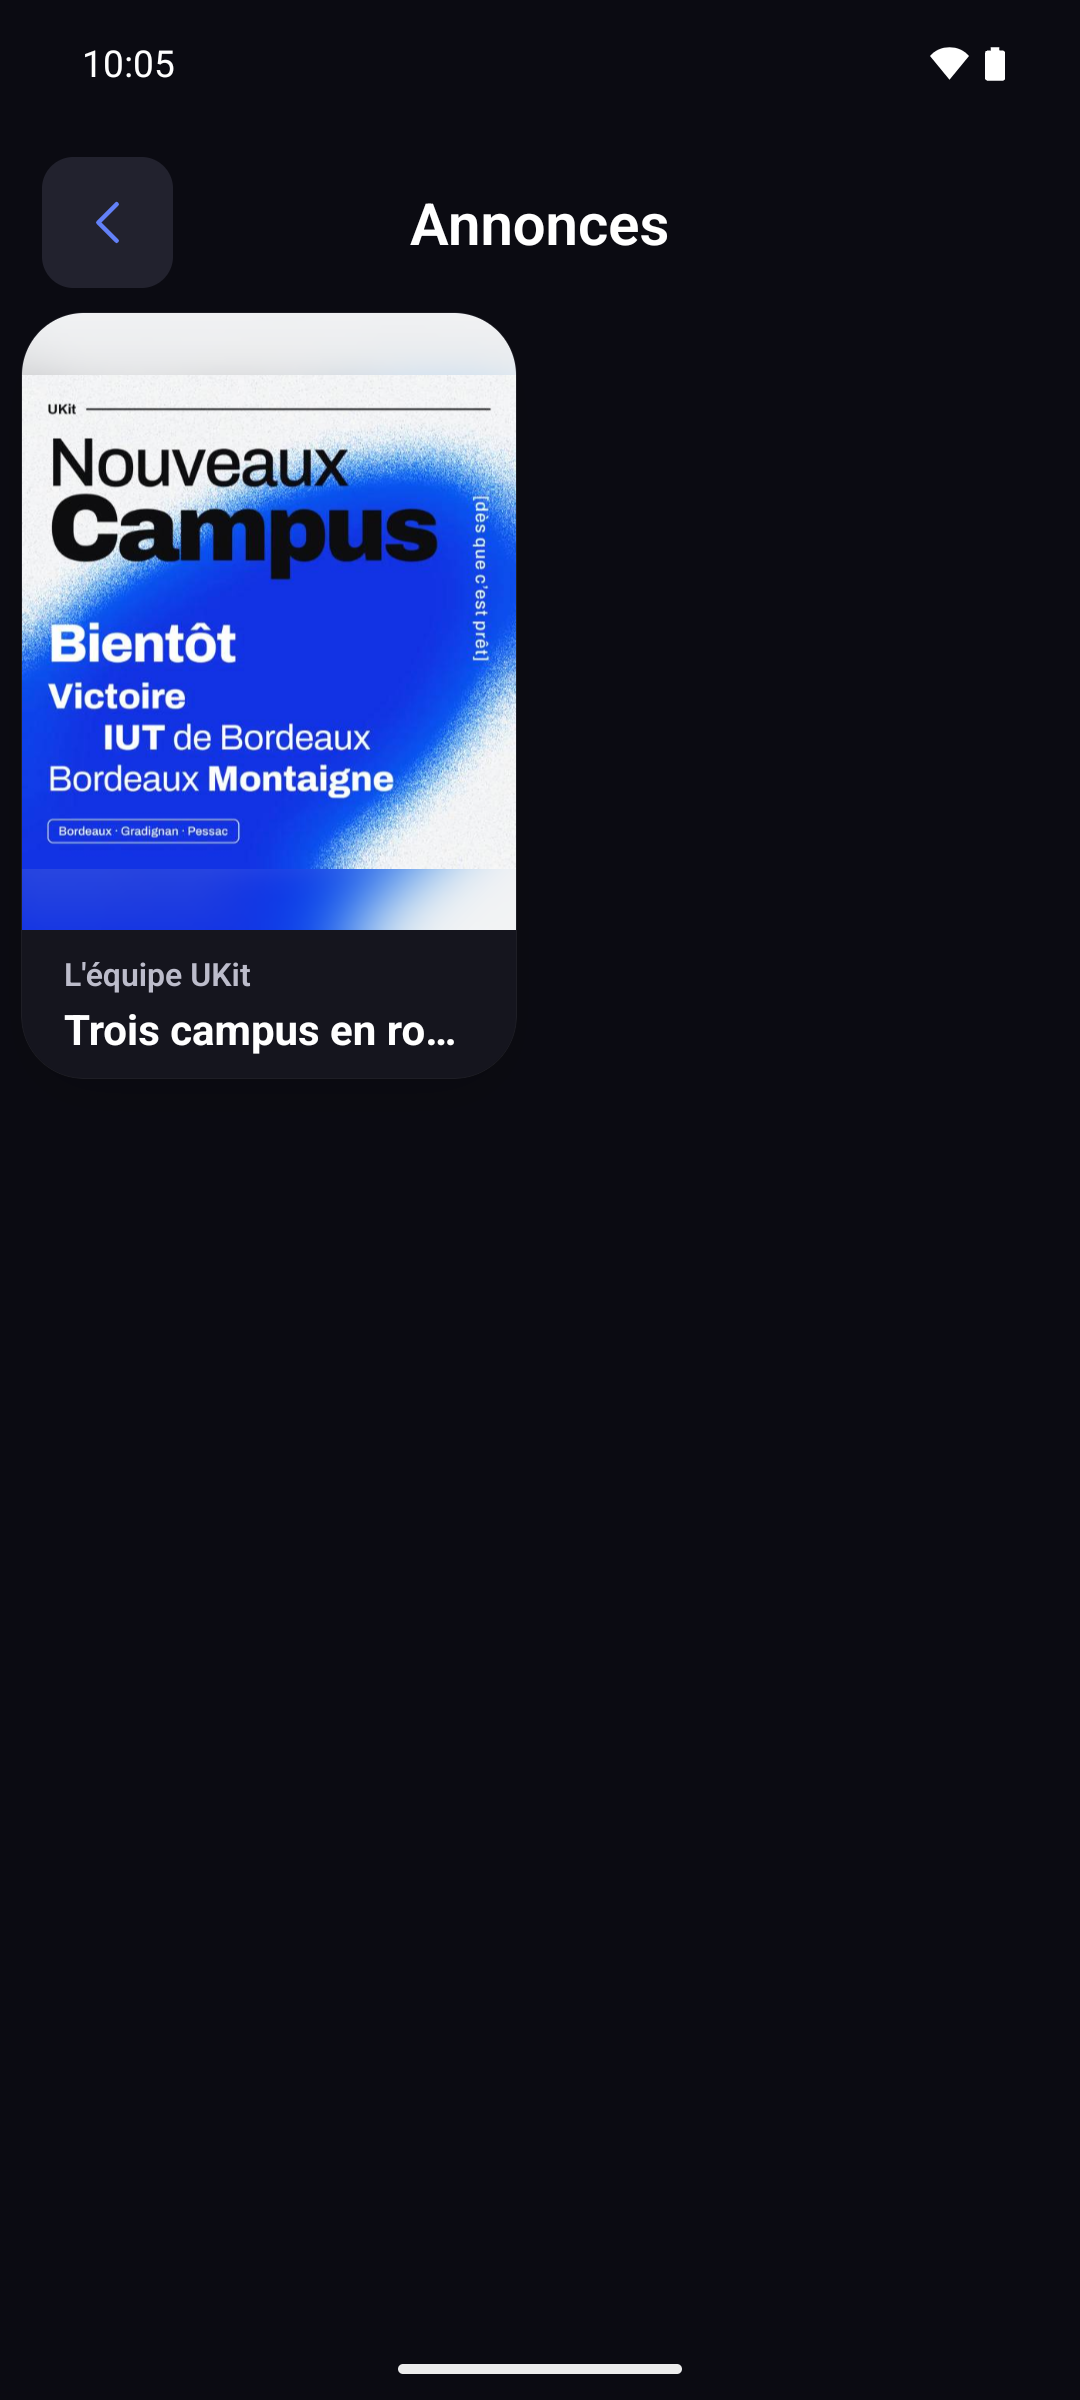 10:05
Annonces
UKit
Nouveaux
Campus
[dès que c'est prêt]
Bientôt
Victoire
IUT de Bordeaux
Bordeaux Montaigne
Bordeaux · Gradignan · Pessac
L'équipe UKit
Trois campus en ro...